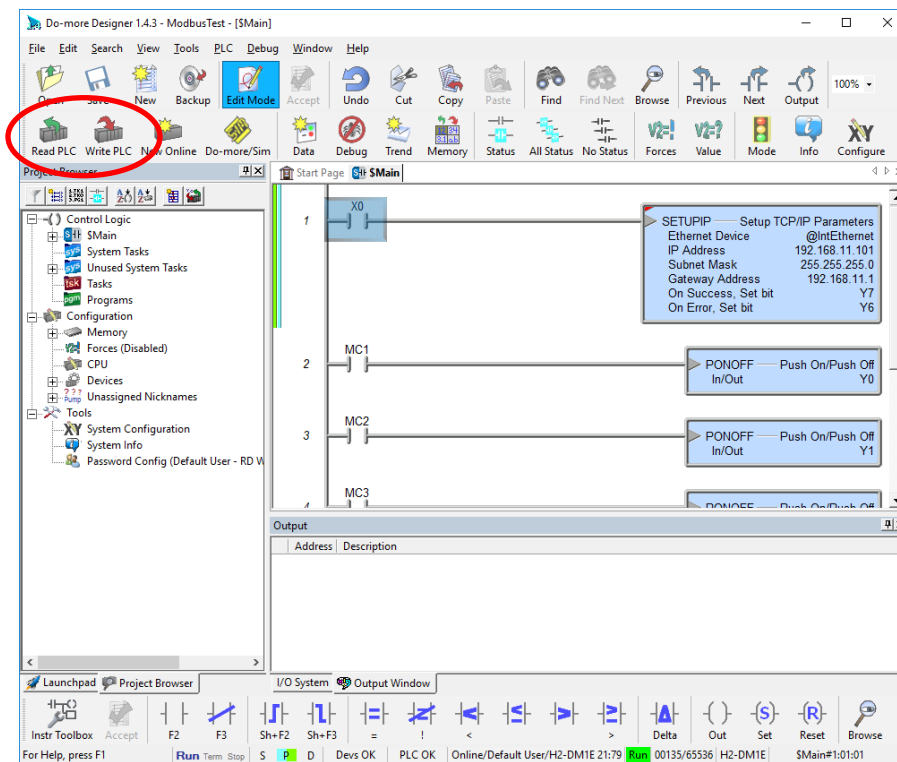 Do-more Designer 1.4.3 - ModbusTest - [$Main]
File Edit Search View Tools PLC Debug Window Help
Open Save New Backup Edit Mode Accept Undo Cut Copy Paste Find Find Next Browse Previous Next Output 100%
Read PLC Write PLC New Online Do-more/Sim Data Debug Trend Memory Status All Status No Status Forces Value Mode Info Configure
Project Browser
Start Page $Main
Control Logic
$Main
System Tasks
Unused System Tasks
Tasks
Programs
Configuration
Memory
Forces (Disabled)
CPU
Devices
Unassigned Nicknames
Tools
System Configuration
System Info
Password Config (Default User - RD W
1
X0
SETUPIP Setup TCP/IP Parameters
Ethernet Device @IntEthernet
IP Address 192.168.11.101
Subnet Mask 255.255.255.0
Gateway Address 192.168.11.1
On Success, Set bit Y7
On Error, Set bit Y6
2
MC1
PONOFF Push On/Push Off
In/Out Y0
3
MC2
PONOFF Push On/Push Off
In/Out Y1
4
MC3
PONOFF Push On/Push Off
Output
Address Description
Launchpad Project Browser
I/O System Output Window
Instr Toolbox Accept F2 F3 Sh+F2 Sh+F3 = ! < > Delta Out Set Reset Browse
For Help, press F1 Run Term Stop S P D Devs OK PLC OK Online/Default User/H2-DM1E 21:79 Run 00135/65536 H2-DM1E $Main#1:01:01